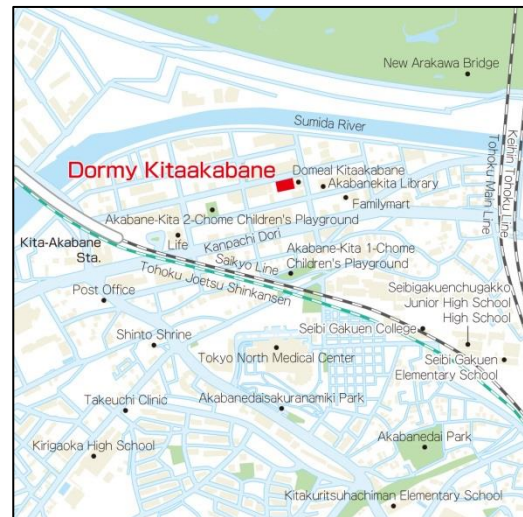 New Arakawa Bridge
Sumida River
Tohoku Main Line
Keihin Tohoku Line
Dormy Kitaakabane
Domeal Kitaakabane
Akabanekita Library
Familymart
Akabane-Kita 2-Chome Children's Playground
Life
Kanpachi Dori
Kita-Akabane
Sta.
Saikyo Line
Tohoku Joetsu Shinkansen
Akabane-Kita 1-Chome
Children's Playground
Post Office
Seibigakuenchugakko
Junior High School
High School
Shinto Shrine
Seibi Gakuen College
Tokyo North Medical Center
Seibi Gakuen
Elementary School
Takeuchi Clinic
Akabanedaisakuranamiki Park
Kirigaoka High School
Akabanedai Park
Kitakuritsuhachiman Elementary School